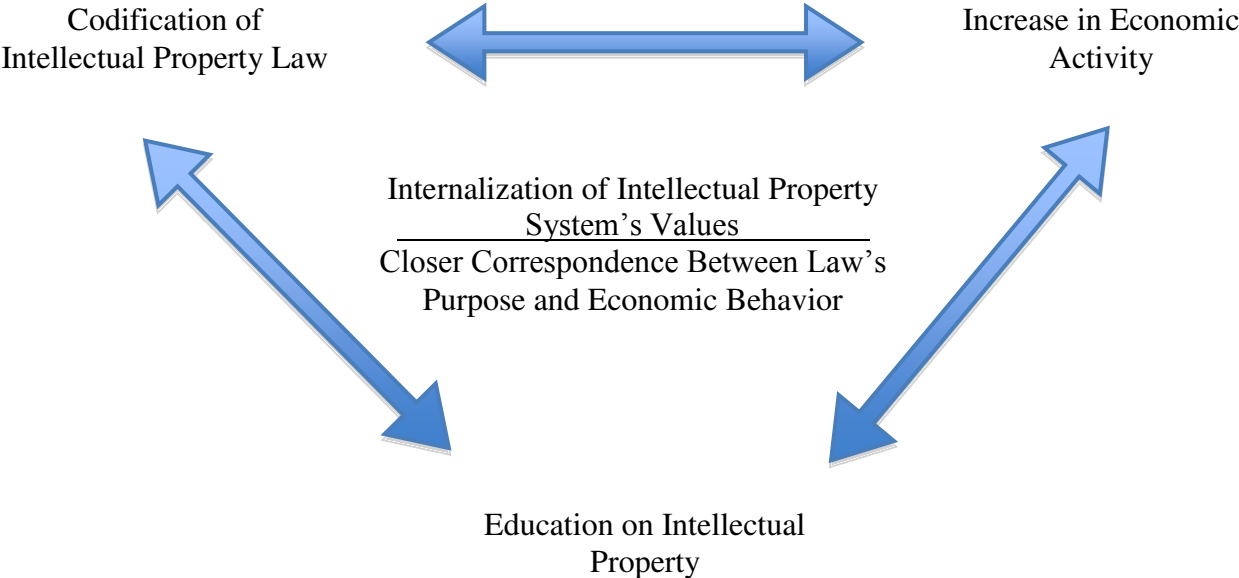 Codification of
Intellectual Property Law
Increase in Economic
Activity
Internalization of Intellectual Property
System’s Values
Closer Correspondence Between Law’s
Purpose and Economic Behavior
Education on Intellectual
Property